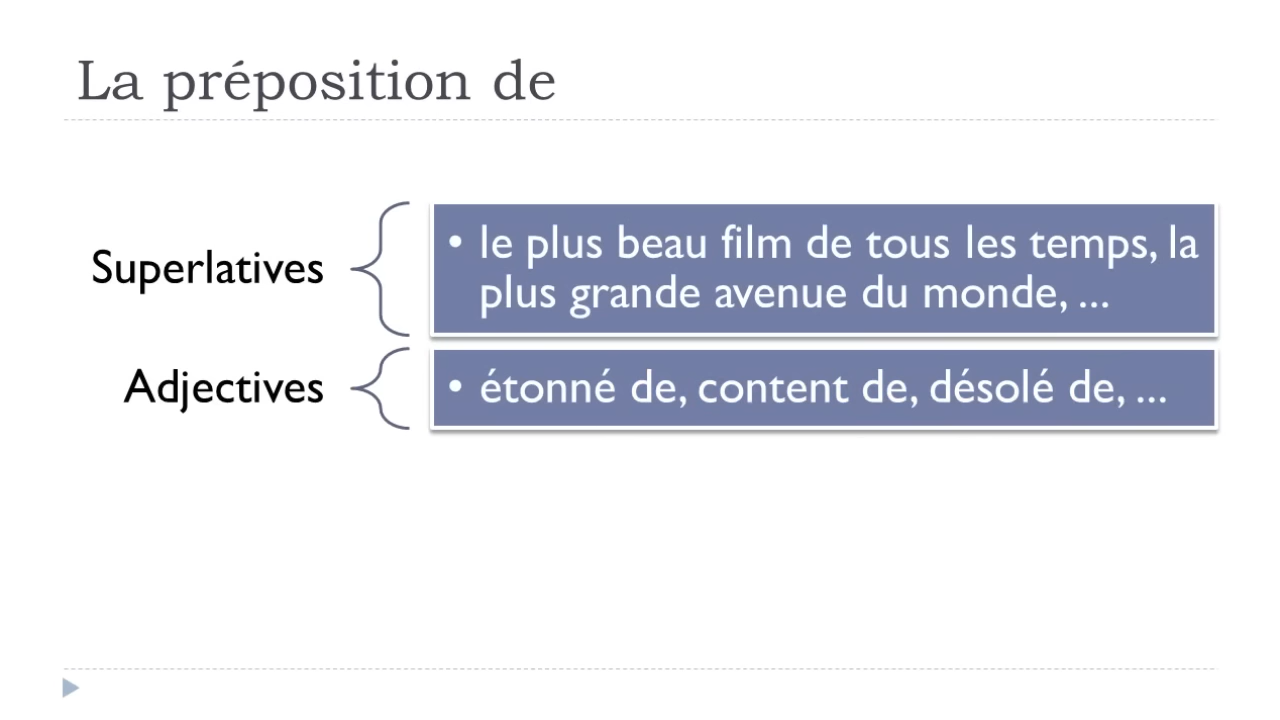 La préposition de
Superlatives
• le plus beau film de tous les temps, la
plus grande avenue du monde, ...
Adjectives
• étonné de, content de, désolé de, ...